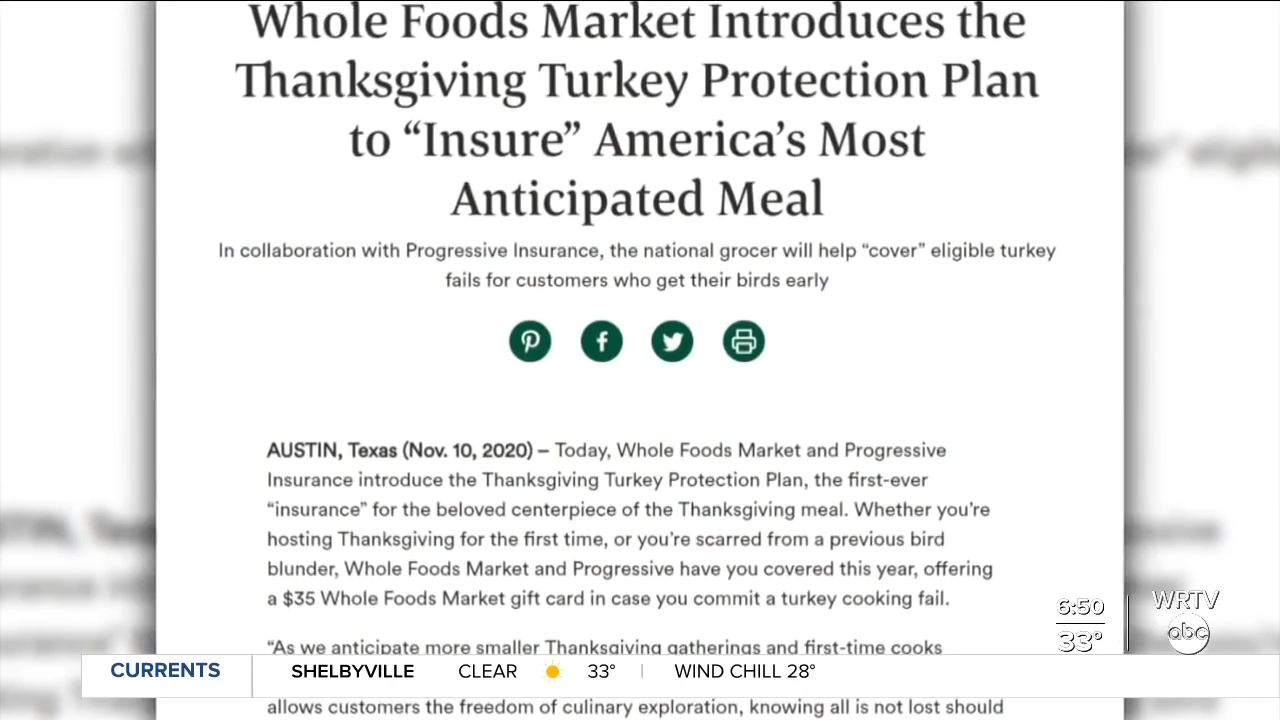 Whole Foods Market Introduces the
Thanksgiving Turkey Protection Plan
to “Insure” America’s Most
Anticipated Meal
In collaboration with Progressive Insurance, the national grocer will help “cover” eligible turkey
fails for customers who get their birds early
AUSTIN, Texas (Nov. 10, 2020) – Today, Whole Foods Market and Progressive
Insurance introduce the Thanksgiving Turkey Protection Plan, the first-ever
“insurance” for the beloved centerpiece of the Thanksgiving meal. Whether you’re
hosting Thanksgiving for the first time, or you’re scarred from a previous bird
blunder, Whole Foods Market and Progressive have you covered this year, offering
a $35 Whole Foods Market gift card in case you commit a turkey cooking fail.
“As we anticipate more smaller Thanksgiving gatherings and first-time cooks
allows customers the freedom of culinary exploration, knowing all is not lost should
6:50
33°
WRTV
abc
CURRENTS SHELBYVILLE CLEAR 33° WIND CHILL 28°